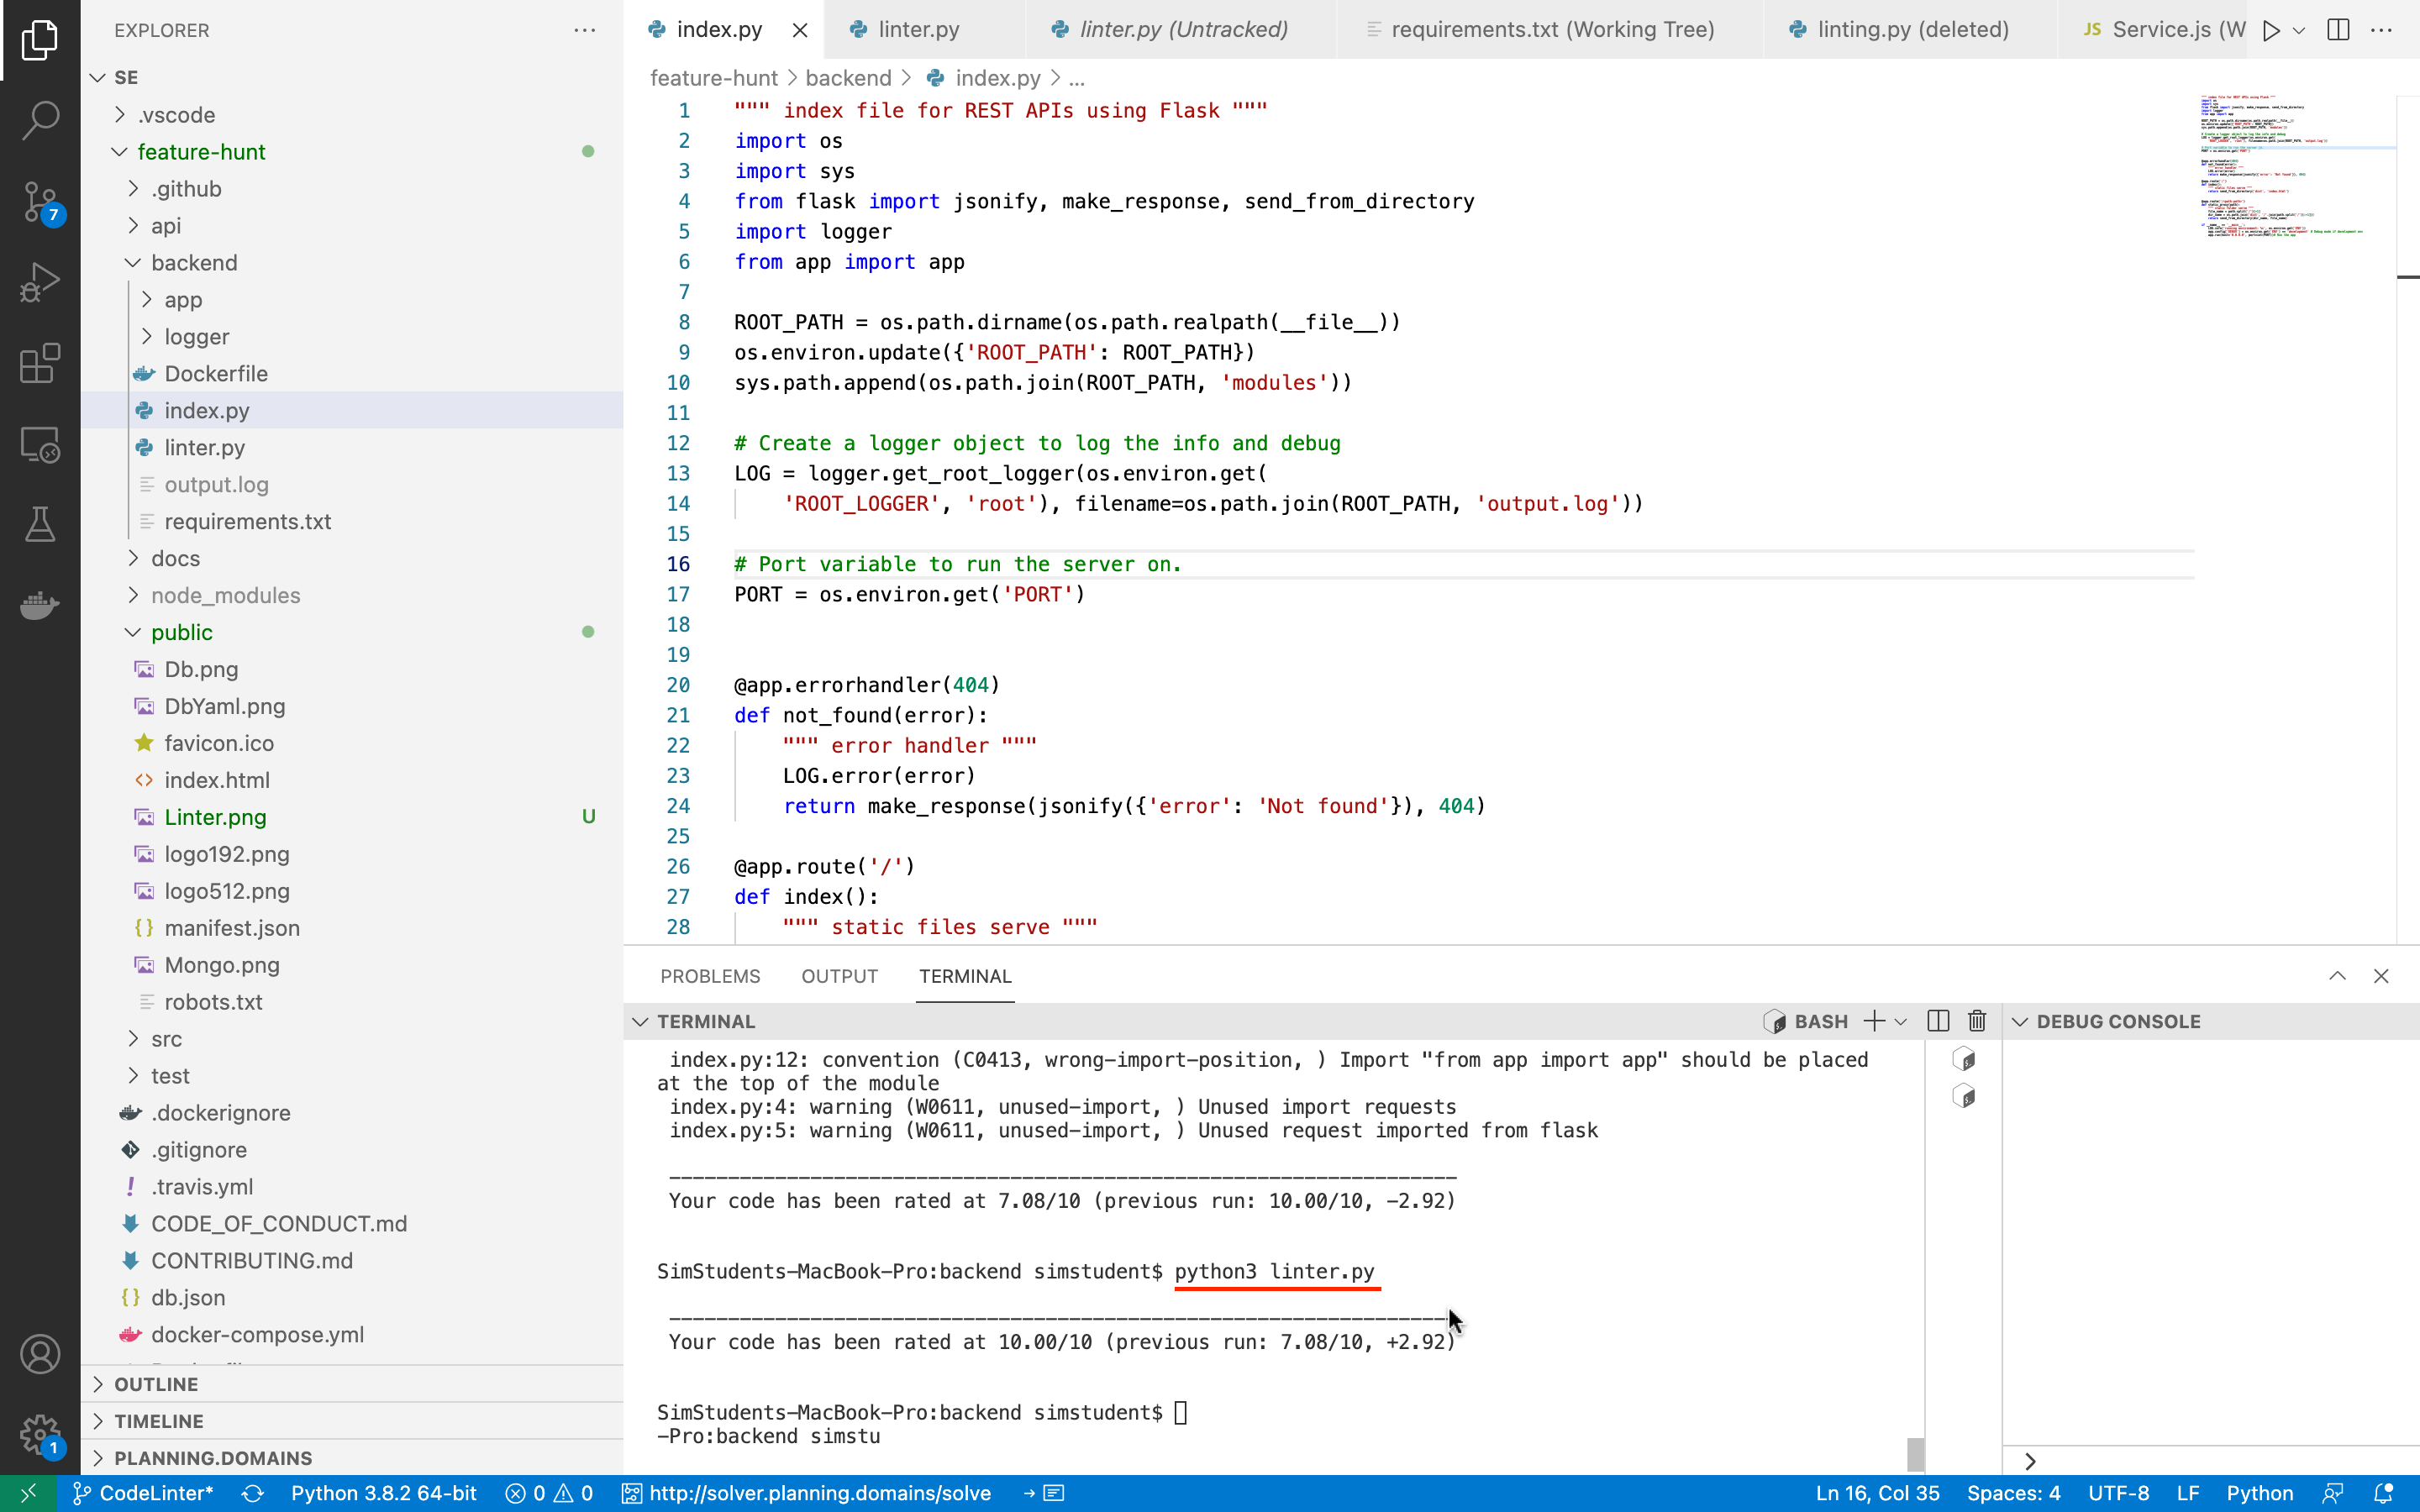 EXPLORER
SE
.vscode
feature-hunt
.github
api
backend
app
logger
Dockerfile
index.py
linter.py
output.log
requirements.txt
docs
node_modules
public
Db.png
DbYaml.png
favicon.ico
index.html
Linter.png U
logo192.png
logo512.png
manifest.json
Mongo.png
robots.txt
src
test
.dockerignore
.gitignore
.travis.yml
CODE_OF_CONDUCT.md
CONTRIBUTING.md
db.json
docker-compose.yml
OUTLINE
TIMELINE
PLANNING.DOMAINS
7
1
index.py linter.py linter.py (Untracked) requirements.txt (Working Tree) linting.py (deleted) JS Service.js (W
feature-hunt > backend > index.py > ...
1 """ index file for REST APIs using Flask """
2 import os
3 import sys
4 from flask import jsonify, make_response, send_from_directory
5 import logger
6 from app import app
7
8 ROOT_PATH = os.path.dirname(os.path.realpath(__file__))
9 os.environ.update({'ROOT_PATH': ROOT_PATH})
10 sys.path.append(os.path.join(ROOT_PATH, 'modules'))
11
12 # Create a logger object to log the info and debug
13 LOG = logger.get_root_logger(os.environ.get(
14 'ROOT_LOGGER', 'root'), filename=os.path.join(ROOT_PATH, 'output.log'))
15
16 # Port variable to run the server on.
17 PORT = os.environ.get('PORT')
18
19
20 @app.errorhandler(404)
21 def not_found(error):
22 """ error handler """
23 LOG.error(error)
24 return make_response(jsonify({'error': 'Not found'}), 404)
25
26 @app.route('/')
27 def index():
28 """ static files serve """
PROBLEMS OUTPUT TERMINAL
TERMINAL BASH DEBUG CONSOLE
index.py:12: convention (C0413, wrong-import-position, ) Import "from app import app" should be placed
at the top of the module
index.py:4: warning (W0611, unused-import, ) Unused import requests
index.py:5: warning (W0611, unused-import, ) Unused request imported from flask
-------------------------------------------------------------------
Your code has been rated at 7.08/10 (previous run: 10.00/10, -2.92)
SimStudents-MacBook-Pro:backend simstudent$ python3 linter.py
-------------------------------------------------------------------
Your code has been rated at 10.00/10 (previous run: 7.08/10, +2.92)
SimStudents-MacBook-Pro:backend simstudent$
-Pro:backend simstu
CodeLinter* Python 3.8.2 64-bit 0 0 http://solver.planning.domains/solve Ln 16, Col 35 Spaces: 4 UTF-8 LF Python